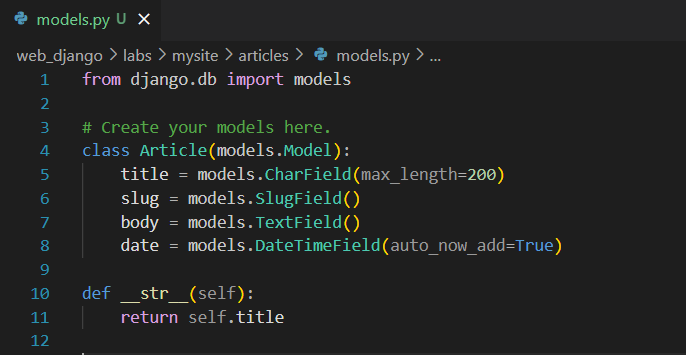 models.py U ×
web_django > labs > mysite > articles > models.py > ...
1 from django.db import models
2
3 # Create your models here.
4 class Article(models.Model):
5     title = models.CharField(max_length=200)
6     slug = models.SlugField()
7     body = models.TextField()
8     date = models.DateTimeField(auto_now_add=True)
9
10 def __str__(self):
11     return self.title
12